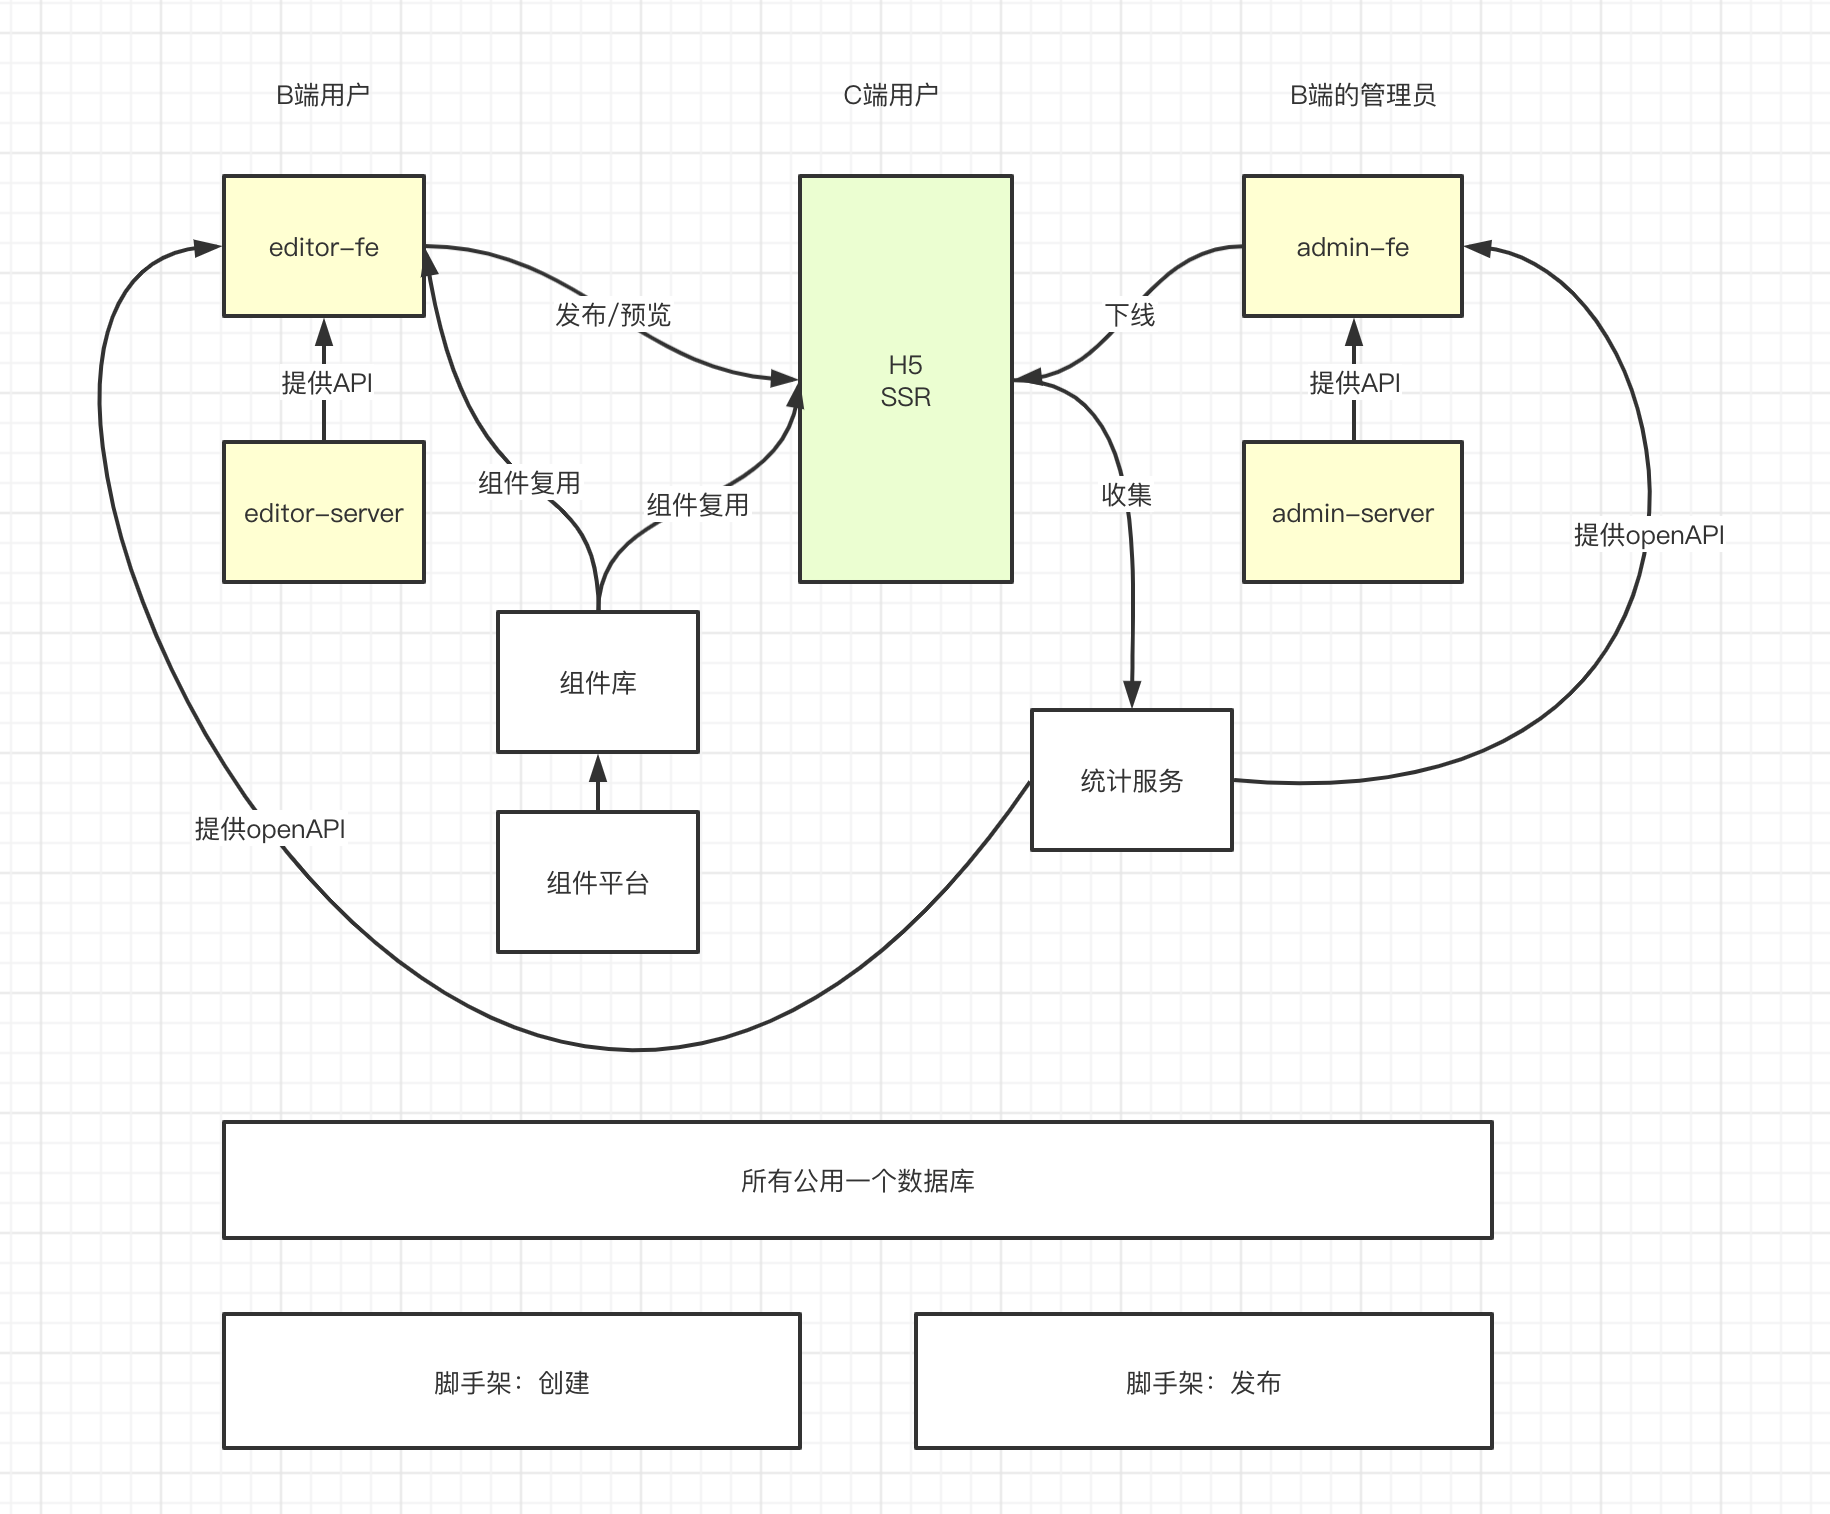 B端用户
C端用户
B端的管理员
editor-fe
admin-fe
发布/预览
下线
H5
SSR
提供API
提供API
组件复用
组件复用
收集
editor-server
admin-server
提供openAPI
组件库
统计服务
提供openAPI
组件平台
所有公用一个数据库
脚手架：创建
脚手架：发布